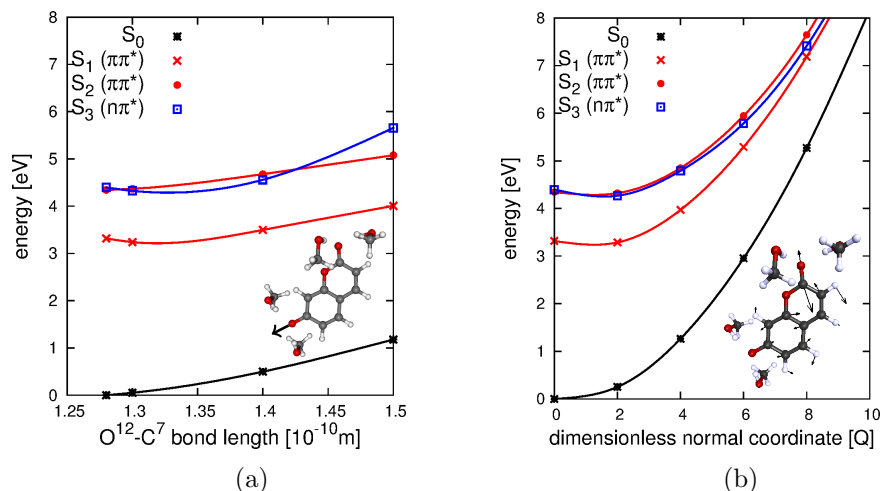 S₀
S₁ (ππ*)
S₂ (ππ*)
S₃ (nπ*)
energy [eV]
8
7
6
5
4
3
2
1
0
1.25
1.3
1.35
1.4
1.45
1.5
O¹²-C⁷ bond length [10⁻¹⁰m]
(a)
S₀
S₁ (ππ*)
S₂ (ππ*)
S₃ (nπ*)
energy [eV]
8
7
6
5
4
3
2
1
0
0
2
4
6
8
10
dimensionless normal coordinate [Q]
(b)